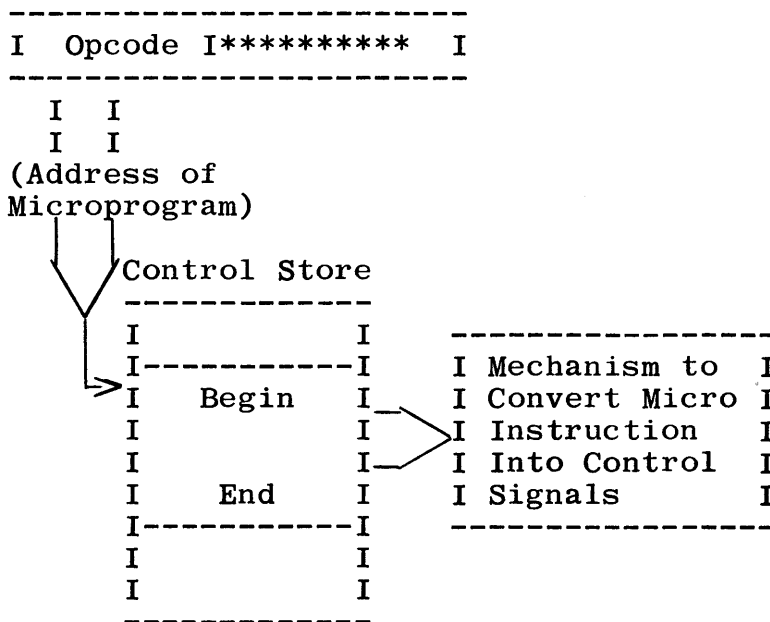 Opcode I**********
(Address of
Microprogram)
Control Store
Begin
End
Mechanism to
Convert Micro
Instruction
Into Control
Signals